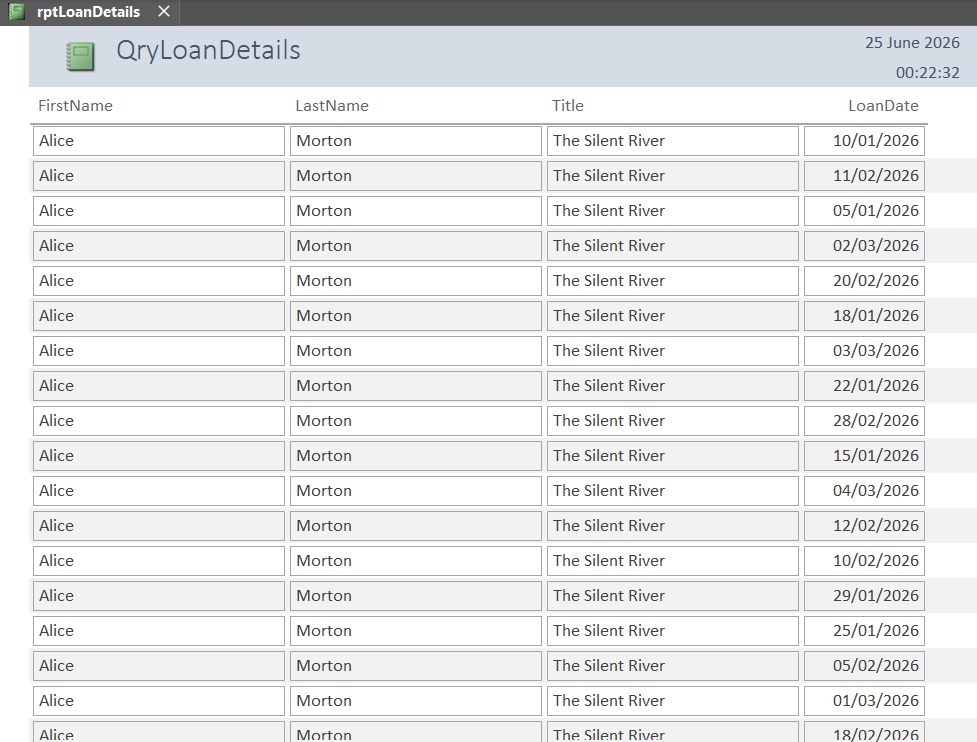 rptLoanDetails
QryLoanDetails
25 June 2026
00:22:32
FirstName LastName Title LoanDate
Alice Morton The Silent River 10/01/2026
Alice Morton The Silent River 11/02/2026
Alice Morton The Silent River 05/01/2026
Alice Morton The Silent River 02/03/2026
Alice Morton The Silent River 20/02/2026
Alice Morton The Silent River 18/01/2026
Alice Morton The Silent River 03/03/2026
Alice Morton The Silent River 22/01/2026
Alice Morton The Silent River 28/02/2026
Alice Morton The Silent River 15/01/2026
Alice Morton The Silent River 04/03/2026
Alice Morton The Silent River 12/02/2026
Alice Morton The Silent River 10/02/2026
Alice Morton The Silent River 29/01/2026
Alice Morton The Silent River 25/01/2026
Alice Morton The Silent River 05/02/2026
Alice Morton The Silent River 01/03/2026
Alice Morton The Silent River 18/02/2026